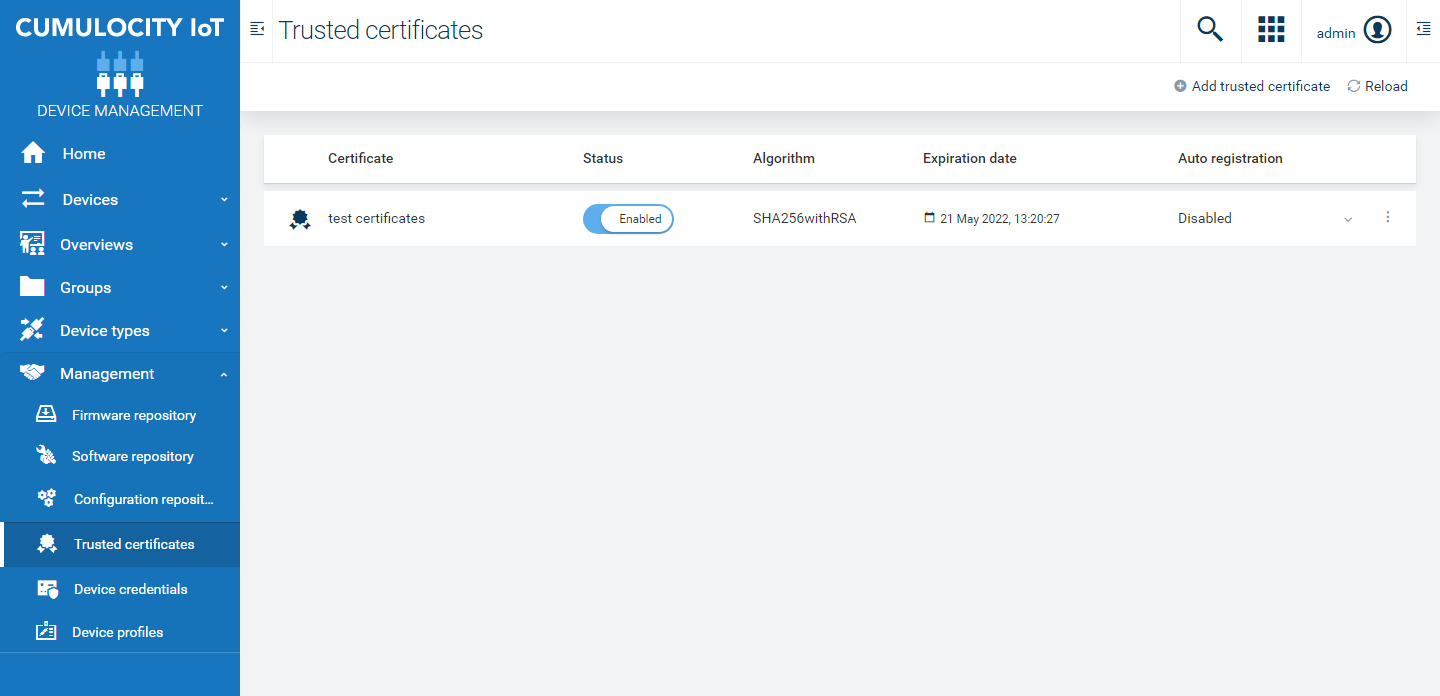 CUMULOCITY IoT
DEVICE MANAGEMENT
Home
Devices
Overviews
Groups
Device types
Management
Firmware repository
Software repository
Configuration reposit...
Trusted certificates
Device credentials
Device profiles
Trusted certificates
admin
Add trusted certificate Reload
Certificate Status Algorithm Expiration date Auto registration
test certificates Enabled SHA256withRSA 21 May 2022, 13:20:27 Disabled